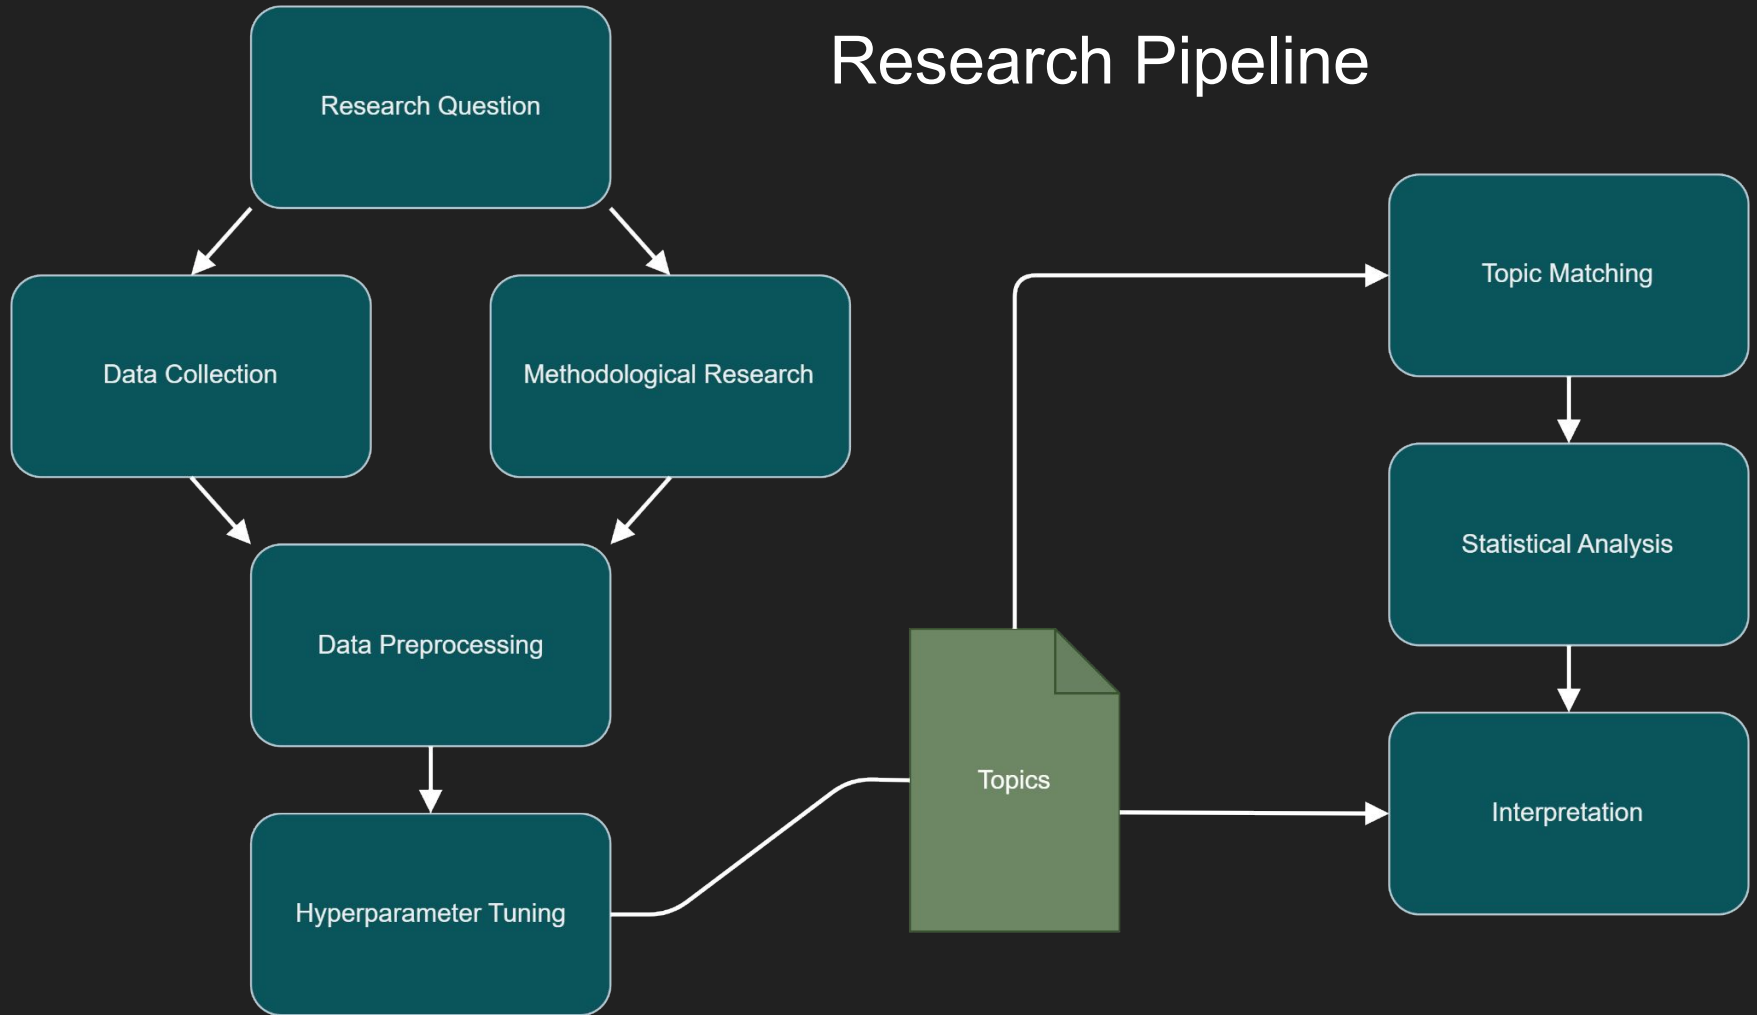 Research Pipeline
Research Question
Data Collection
Methodological Research
Data Preprocessing
Hyperparameter Tuning
Topics
Topic Matching
Statistical Analysis
Interpretation